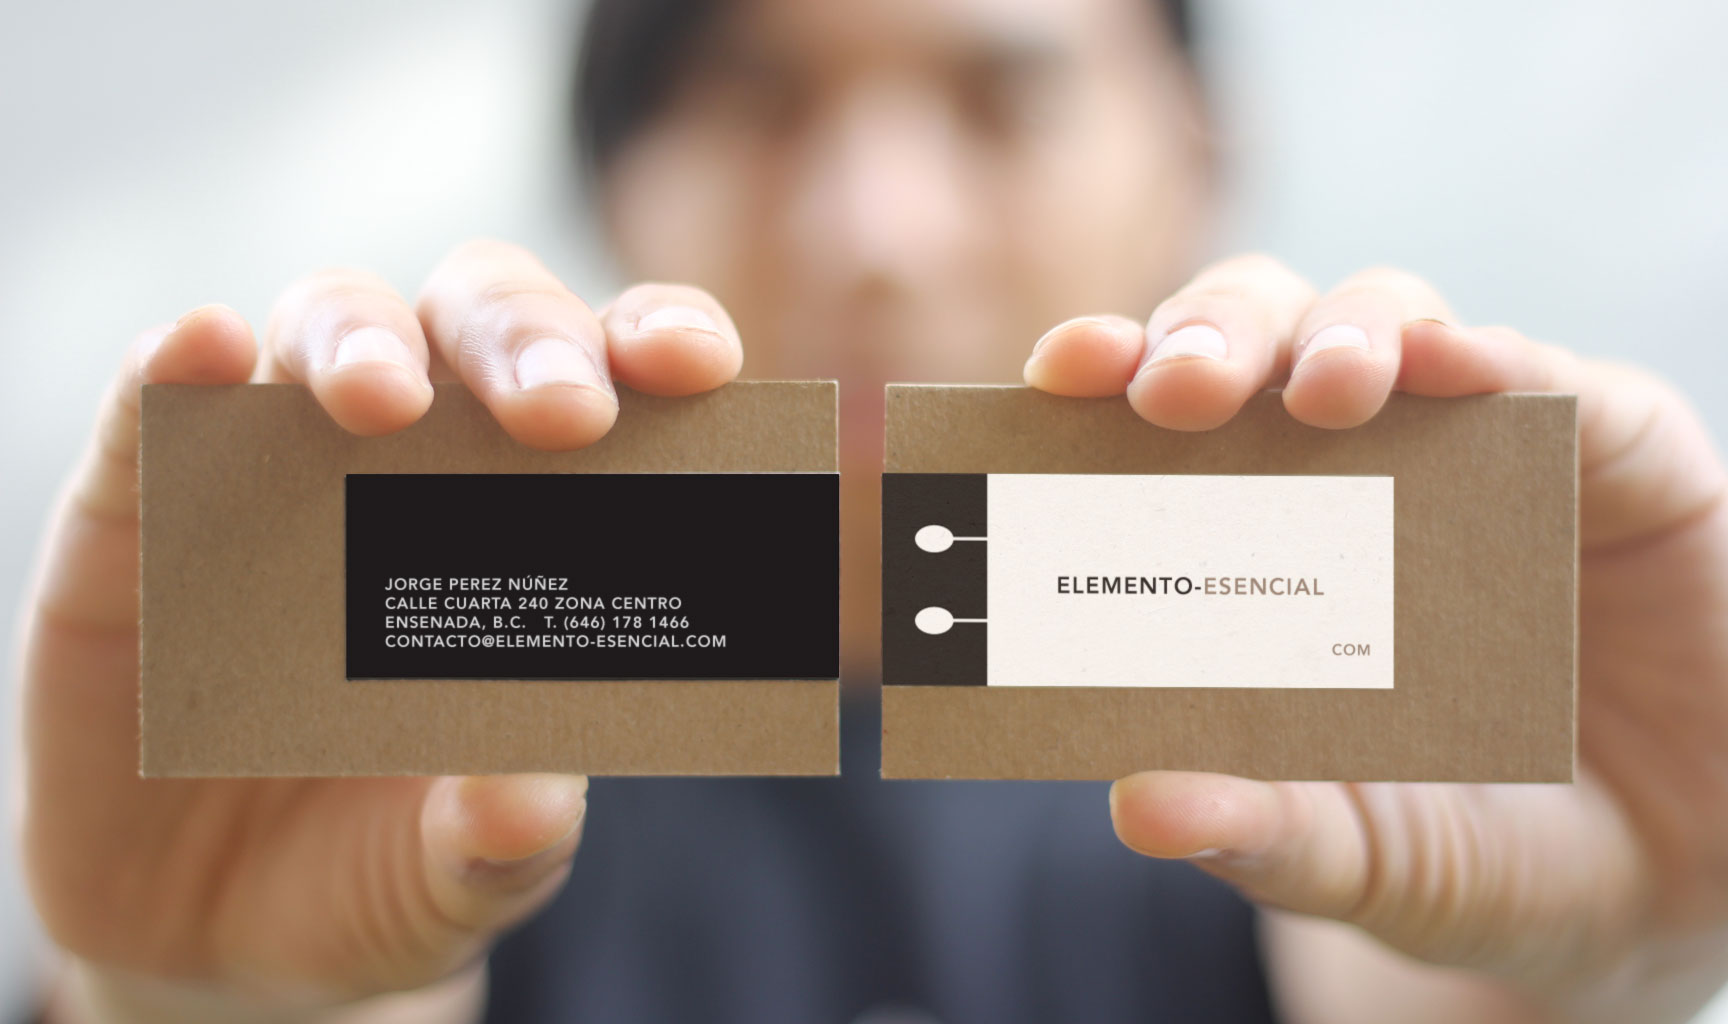 JORGE PEREZ NÚÑEZ
CALLE CUARTA 240 ZONA CENTRO
ENSENADA, B.C. T. (646) 178 1466
CONTACTO@ELEMENTO-ESENCIAL.COM
ELEMENTO-ESENCIAL
COM